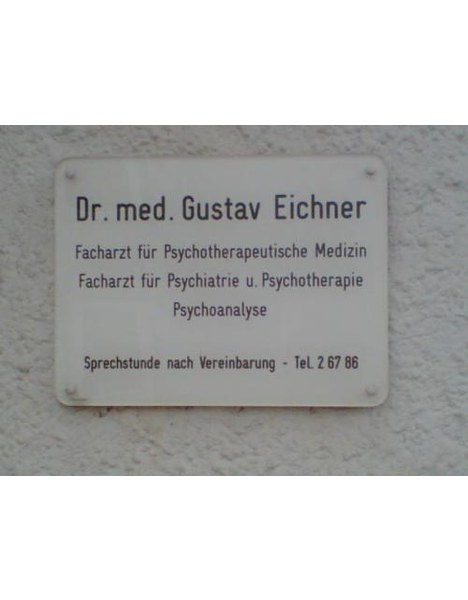 Dr. med. Gustav Eichner
Facharzt für Psychotherapeutische Medizin
Facharzt für Psychiatrie u. Psychotherapie
Psychoanalyse
Sprechstunde nach Vereinbarung - Tel. 2 67 86